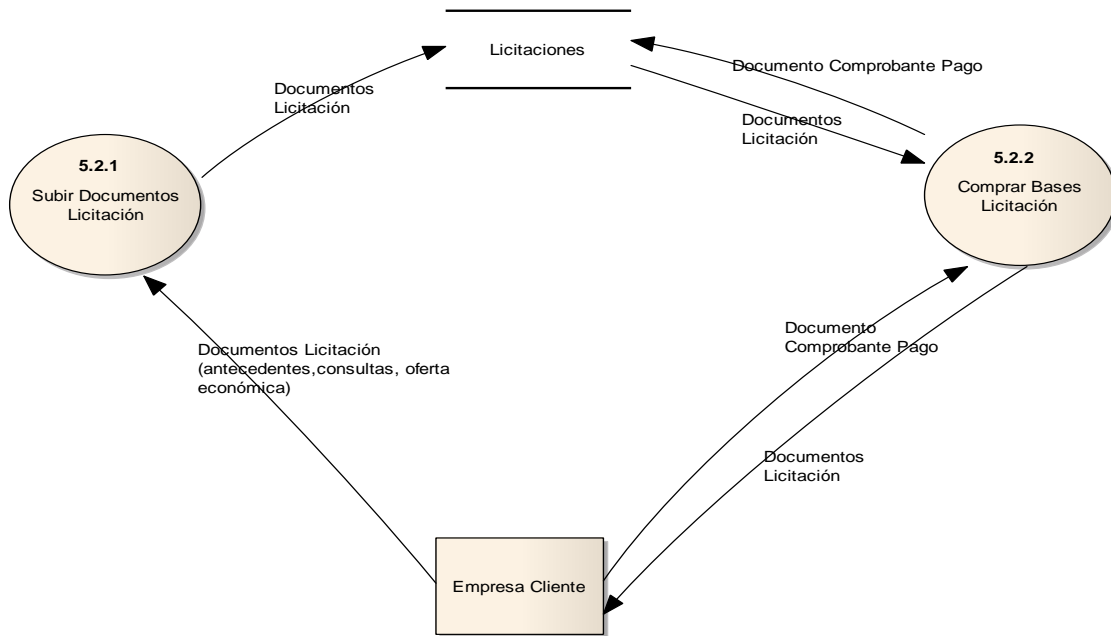 Licitaciones
Documento Comprobante Pago
Documentos
Licitación
Documentos
Licitación
5.2.1
Subir Documentos
Licitación
5.2.2
Comprar Bases
Licitación
Documentos Licitación
(antecedentes,consultas, oferta
económica)
Documento
Comprobante Pago
Documentos
Licitación
Empresa Cliente